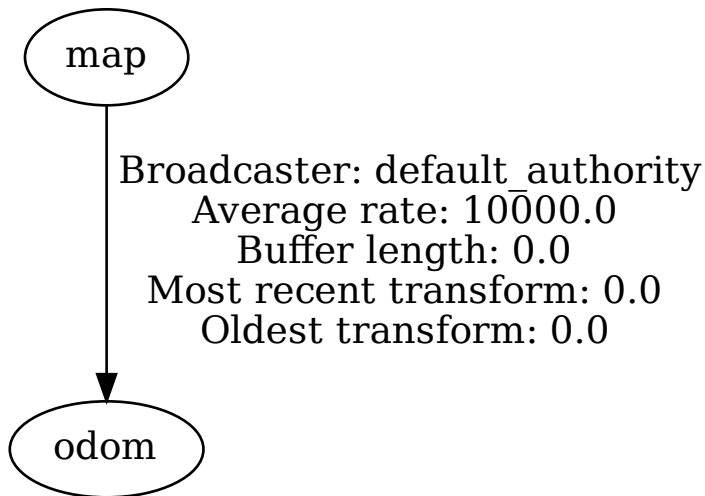 map
Broadcaster: default_authority
Average rate: 10000.0
Buffer length: 0.0
Most recent transform: 0.0
Oldest transform: 0.0
odom